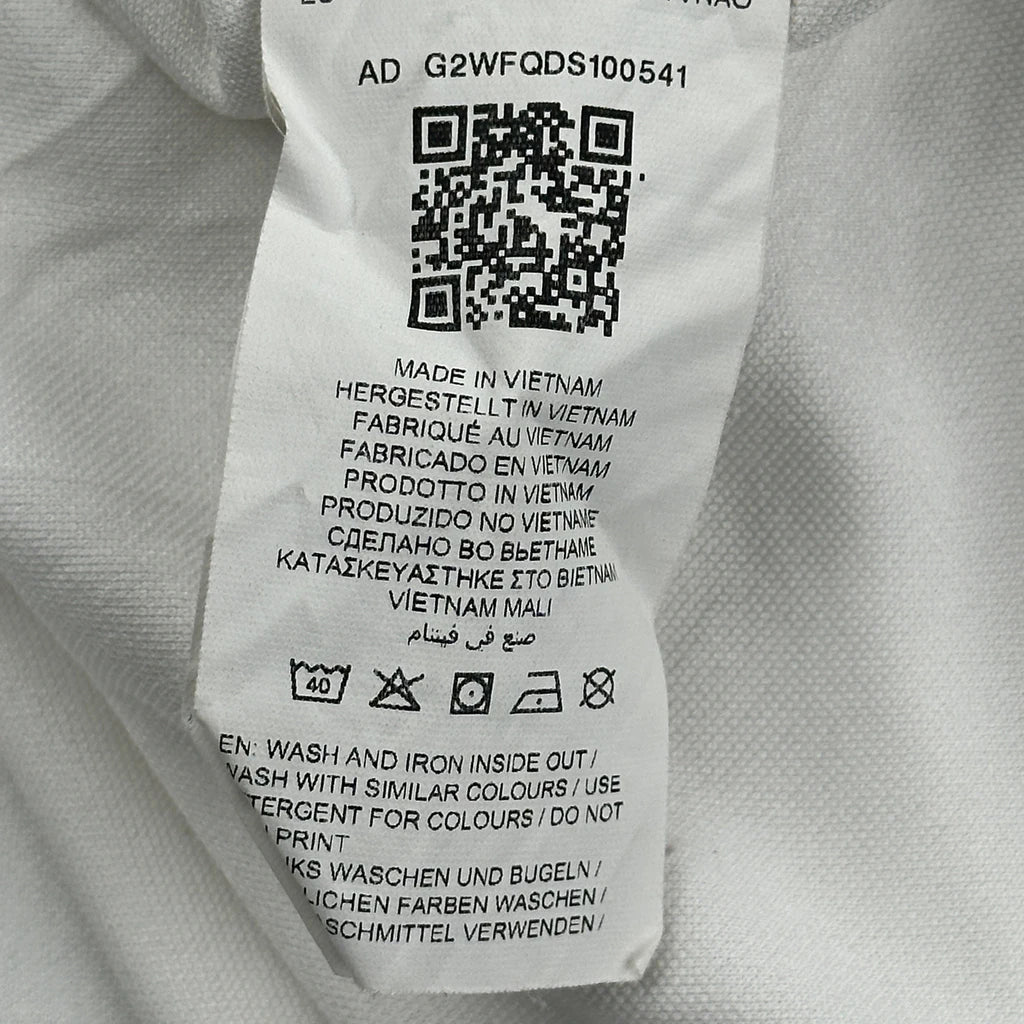 AD G2WFQDS100541
MADE IN VIETNAM
HERGESTELLT IN VIETNAM
FABRIQUÉ AU VIETNAM
FABRICADO EN VIETNAM
PRODOTTO IN VIETNAM
PRODUZIDO NO VIETNAME
СДЕЛАНО ВО ВЬЕТНАМЕ
ΚΑΤΑΣΚΕΥΑΣΤΗΚΕ ΣΤΟ ΒΙΕΤΝΑΜ
VİETNAM MALI
صنع في فيتنام
40
EN: WASH AND IRON INSIDE OUT /
WASH WITH SIMILAR COLOURS / USE
TERGENT FOR COLOURS / DO NOT
PRINT
KS WASCHEN UND BUGELN /
LICHEN FARBEN WASCHEN /
SCHMITTEL VERWENDEN /